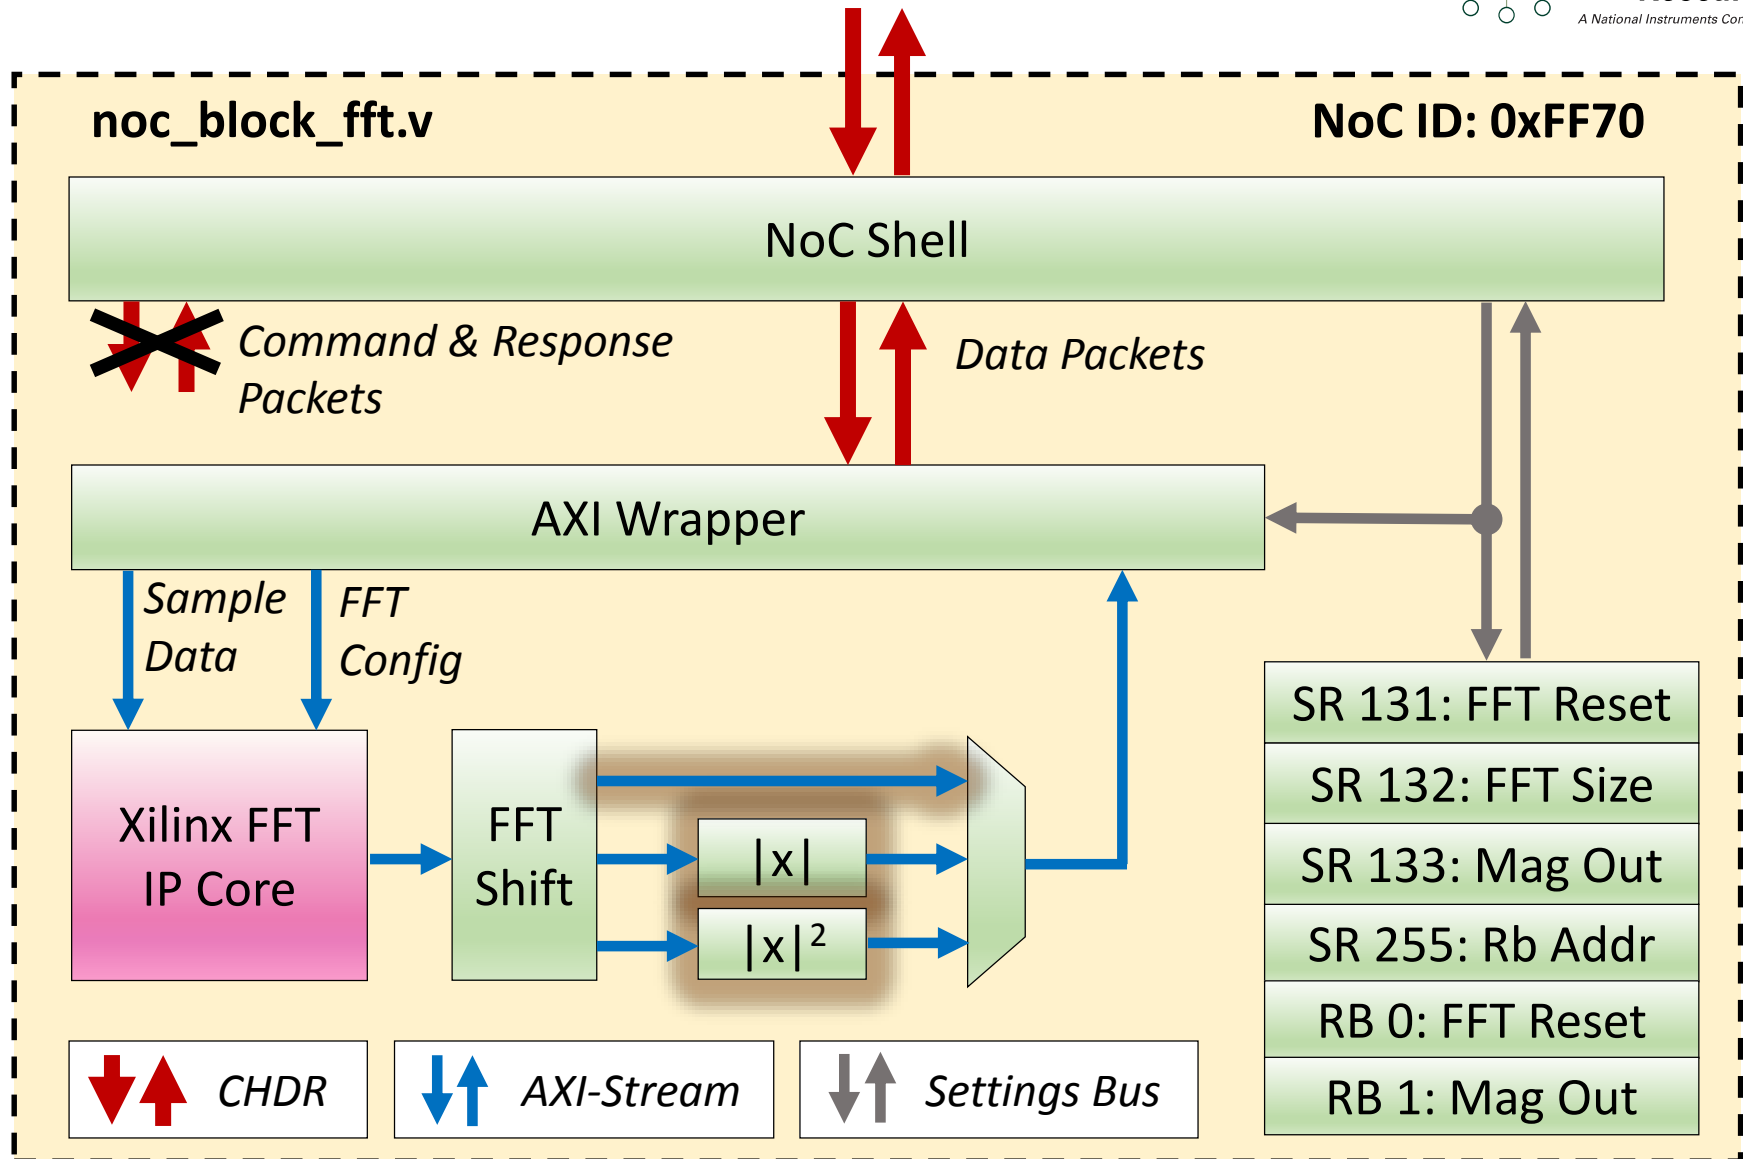 A National Instruments Com
noc_block_fft.v
NoC ID: 0xFF70
NoC Shell
Command & Response
Packets
Data Packets
AXI Wrapper
Sample
Data
FFT
Config
Xilinx FFT
IP Core
FFT
Shift
|x|
|x|²
SR 131: FFT Reset
SR 132: FFT Size
SR 133: Mag Out
SR 255: Rb Addr
RB 0: FFT Reset
RB 1: Mag Out
CHDR
AXI-Stream
Settings Bus